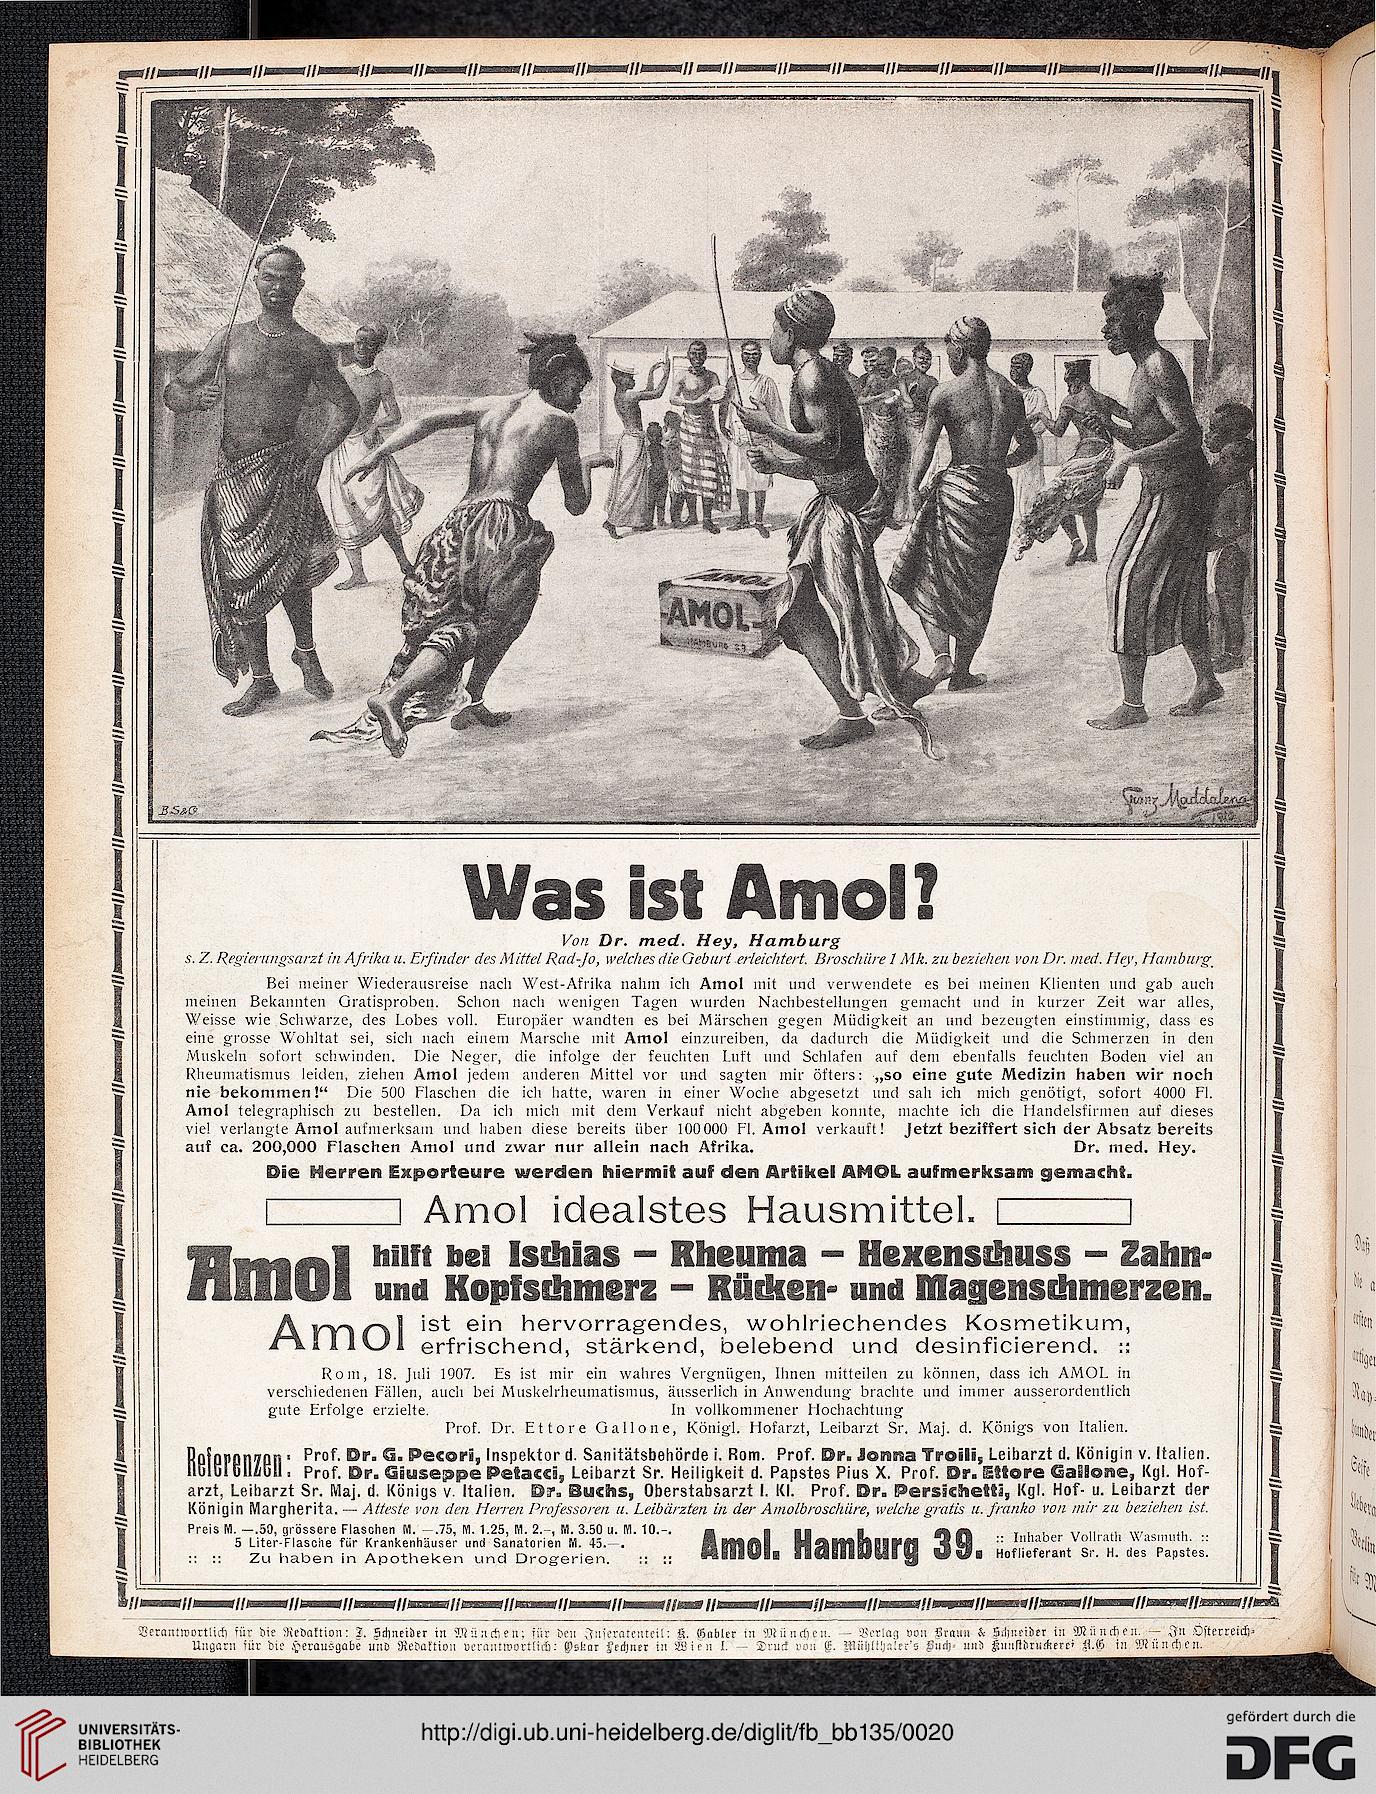 AMOL
AMOL
HAMBURG 39
B.S&C
Franz Maddalena
1912
Was ist Amol?
Von Dr. med. Hey, Hamburg
s. Z. Regierungsarzt in Afrika u. Erfinder des Mittel Rad-Jo, welches die Geburt erleichtert. Broschüre 1 Mk. zu beziehen von Dr. med. Hey, Hamburg.
Bei meiner Wiederausreise nach West-Afrika nahm ich Amol mit und verwendete es bei meinen Klienten und gab auch
meinen Bekannten Gratisproben. Schon nach wenigen Tagen wurden Nachbestellungen gemacht und in kurzer Zeit war alles,
Weisse wie Schwarze, des Lobes voll. Europäer wandten es bei Märschen gegen Müdigkeit an und bezeugten einstimmig, dass es
eine grosse Wohltat sei, sich nach einem Marsche mit Amol einzureiben, da dadurch die Müdigkeit und die Schmerzen in den
Muskeln sofort schwinden. Die Neger, die infolge der feuchten Luft und Schlafen auf dem ebenfalls feuchten Boden viel an
Rheumatismus leiden, ziehen Amol jedem anderen Mittel vor und sagten mir öfters: „so eine gute Medizin haben wir noch
nie bekommen!“ Die 500 Flaschen die ich hatte, waren in einer Woche abgesetzt und sah ich mich genötigt, sofort 4000 Fl.
Amol telegraphisch zu bestellen. Da ich mich mit dem Verkauf nicht abgeben konnte, machte ich die Handelsfirmen auf dieses
viel verlangte Amol aufmerksam und haben diese bereits über 100000 Fl. Amol verkauft! Jetzt beziffert sich der Absatz bereits
auf ca. 200,000 Flaschen Amol und zwar nur allein nach Afrika. Dr. med. Hey.
Die Herren Exporteure werden hiermit auf den Artikel AMOL aufmerksam gemacht.
Amol idealstes Hausmittel.
Amol hilft bei Ischias — Rheuma — Hexenschuss — Zahn-
und Kopfschmerz — Rücken- und Magenschmerzen.
Amol ist ein hervorragendes, wohlriechendes Kosmetikum,
erfrischend, stärkend, belebend und desinficierend. ::
Rom, 18. Juli 1907. Es ist mir ein wahres Vergnügen, Ihnen mitteilen zu können, dass ich AMOL in
verschiedenen Fällen, auch bei Muskelrheumatismus, äusserlich in Anwendung brachte und immer ausserordentlich
gute Erfolge erzielte. In vollkommener Hochachtung
Prof. Dr. Ettore Gallone, Königl. Hofarzt, Leibarzt Sr. Maj. d. Königs von Italien.
Referenzen: Prof. Dr. G. Pecori, Inspektor d. Sanitätsbehörde i. Rom. Prof. Dr. Jonna Troili, Leibarzt d. Königin v. Italien.
Prof. Dr. Giuseppe Petacci, Leibarzt Sr. Heiligkeit d. Papstes Pius X. Prof. Dr. Ettore Gallone, Kgl. Hof-
arzt, Leibarzt Sr. Maj. d. Königs v. Italien. Dr. Buchs, Oberstabsarzt I. Kl. Prof. Dr. Persichetti, Kgl. Hof- u. Leibarzt der
Königin Margherita. — Atteste von den Herren Professoren u. Leibärzten in der Amolbroschüre, welche gratis u. franko von mir zu beziehen ist.
Preis M. —.50, grössere Flaschen M. —.75, M. 1.25, M. 2.–, M. 3.50 u. M. 10.–.
5 Liter-Flasche für Krankenhäuser und Sanatorien M. 45.—.
:: :: Zu haben in Apotheken und Drogerien. :: ::
Amol. Hamburg 39.
:: Inhaber Vollrath Wasmuth. ::
Hoflieferant Sr. H. des Papstes.
Verantwortlich für die Redaktion: J. Schneider in München; für den Inseratenteil: K. Gabler in München. — Verlag von Braun & Schneider in München. — In Österreich-
Ungarn für die Herausgabe und Redaktion verantwortlich: Oskar Lechner in Wien I. — Druck von E. Mühlthaler's Buch- und Kunstdruckerei A.G in München.
UNIVERSITÄTS-
BIBLIOTHEK
HEIDELBERG
http://digi.ub.uni-heidelberg.de/diglit/fb_bb135/0020
gefördert durch die
DFG